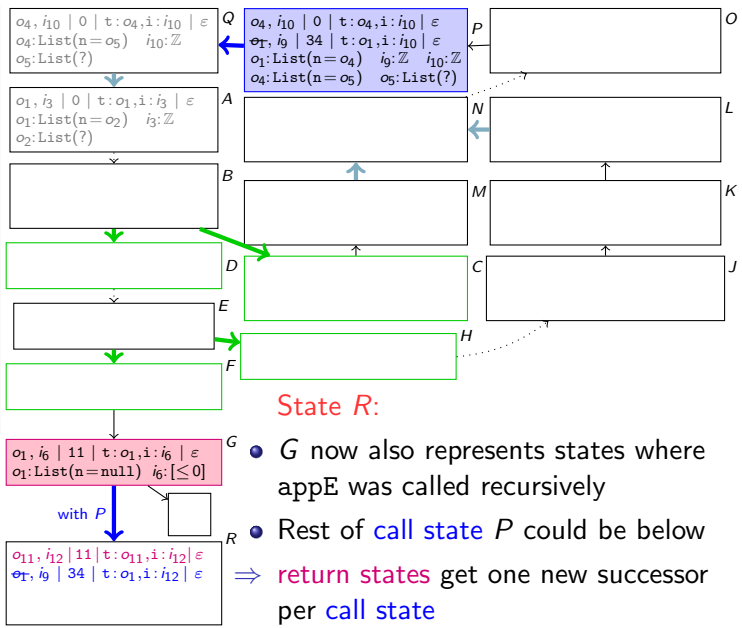 o₄, i₁₀ | 0 | t:o₄,i:i₁₀ | ε
o₄:List(n=o₅) i₁₀:ℤ
o₅:List(?)
Q
o₄, i₁₀ | 0 | t:o₄,i:i₁₀ | ε
o̶₁̶, i₉ | 34 | t:o₁,i:i₁₀ | ε
o₁:List(n=o₄) i₉:ℤ i₁₀:ℤ
o₄:List(n=o₅) o₅:List(?)
P
O
o₁, i₃ | 0 | t:o₁,i:i₃ | ε
o₁:List(n=o₂) i₃:ℤ
o₂:List(?)
A
N
L
B
M
K
D
C
J
E
H
F
State R:
o₁, i₆ | 11 | t:o₁,i:i₆ | ε
o₁:List(n=null) i₆:[≤0]
G
• G now also represents states where
appE was called recursively
with P
• Rest of call state P could be below
R
o₁₁, i₁₂ | 11 | t:o₁₁,i:i₁₂ | ε
o̶₁̶, i₉ | 34 | t:o₁,i:i₁₂ | ε
⇒ return states get one new successor
per call state